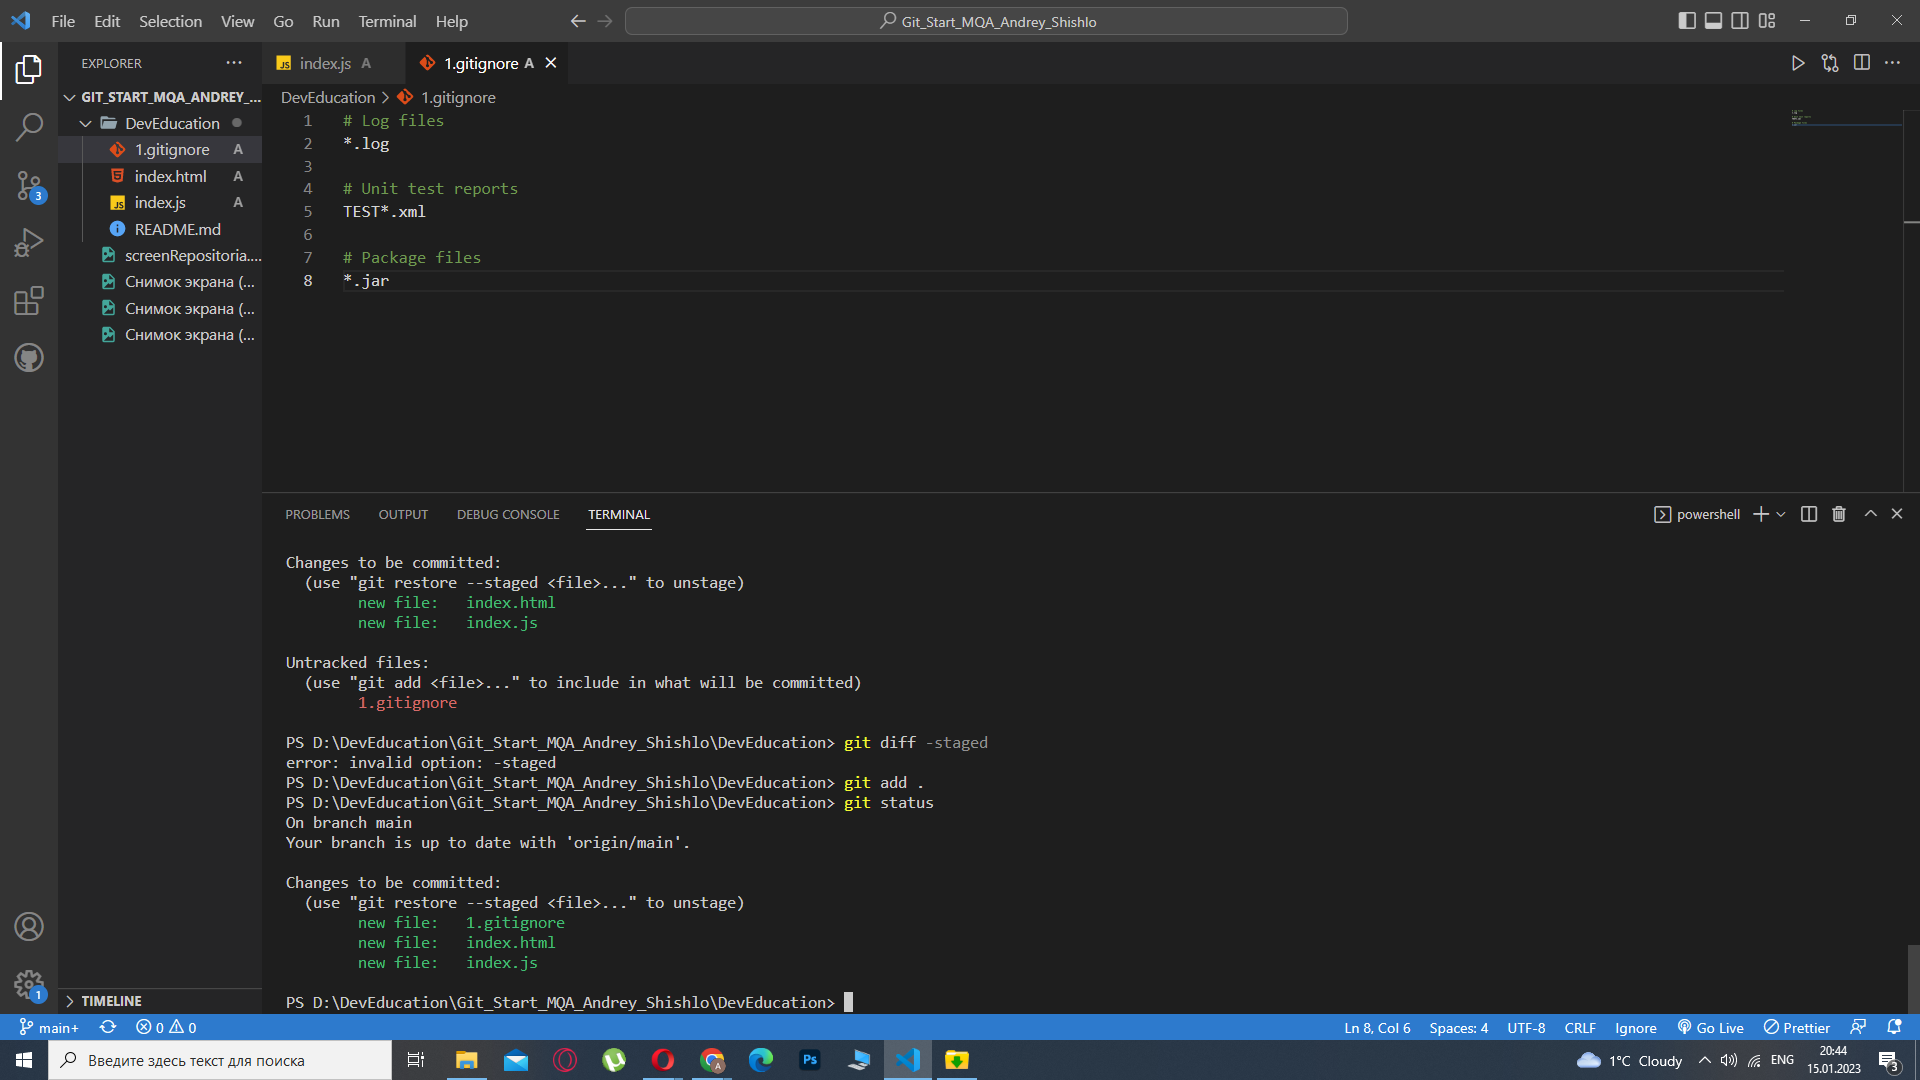 File Edit Selection View Go Run Terminal Help
Git_Start_MQA_Andrey_Shishlo
EXPLORER
GIT_START_MQA_ANDREY_...
DevEducation
1.gitignore A
index.html A
index.js A
README.md
screenRepositoria....
Снимок экрана (...
Снимок экрана (...
Снимок экрана (...
TIMELINE
3
1
index.js A
1.gitignore A
DevEducation > 1.gitignore
1 # Log files
2 *.log
3
4 # Unit test reports
5 TEST*.xml
6
7 # Package files
8 *.jar
PROBLEMS OUTPUT DEBUG CONSOLE TERMINAL
powershell
Changes to be committed:
(use "git restore --staged <file>..." to unstage)
new file: index.html
new file: index.js
Untracked files:
(use "git add <file>..." to include in what will be committed)
1.gitignore
PS D:\DevEducation\Git_Start_MQA_Andrey_Shishlo\DevEducation> git diff -staged
error: invalid option: -staged
PS D:\DevEducation\Git_Start_MQA_Andrey_Shishlo\DevEducation> git add .
PS D:\DevEducation\Git_Start_MQA_Andrey_Shishlo\DevEducation> git status
On branch main
Your branch is up to date with 'origin/main'.
Changes to be committed:
(use "git restore --staged <file>..." to unstage)
new file: 1.gitignore
new file: index.html
new file: index.js
PS D:\DevEducation\Git_Start_MQA_Andrey_Shishlo\DevEducation>
main+ 0 0 Ln 8, Col 6 Spaces: 4 UTF-8 CRLF Ignore Go Live Prettier
Введите здесь текст для поиска
Ps
1°C Cloudy
ENG
20:44
15.01.2023
3